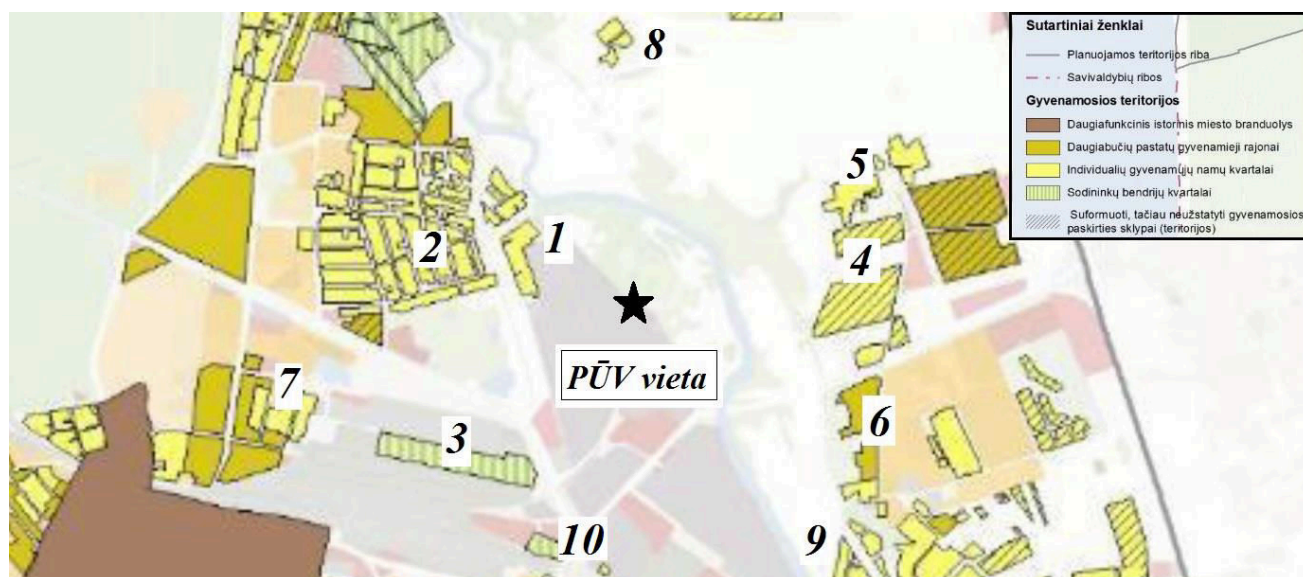 8
Sutartiniai ženklai
Planuojamos teritorijos riba
Savivaldybių ribos
Gyvenamosios teritorijos
Daugiafunkcinis istorinis miesto branduolys
Daugiabučių pastatų gyvenamieji rajonai
Individualių gyvenamųjų namų kvartalai
Sodininkų bendrijų kvartalai
Suformuoti, tačiau neužstatyti gyvenamosios
paskirties sklypai (teritorijos)
5
1
2
4
PŪV vieta
7
6
3
10
9